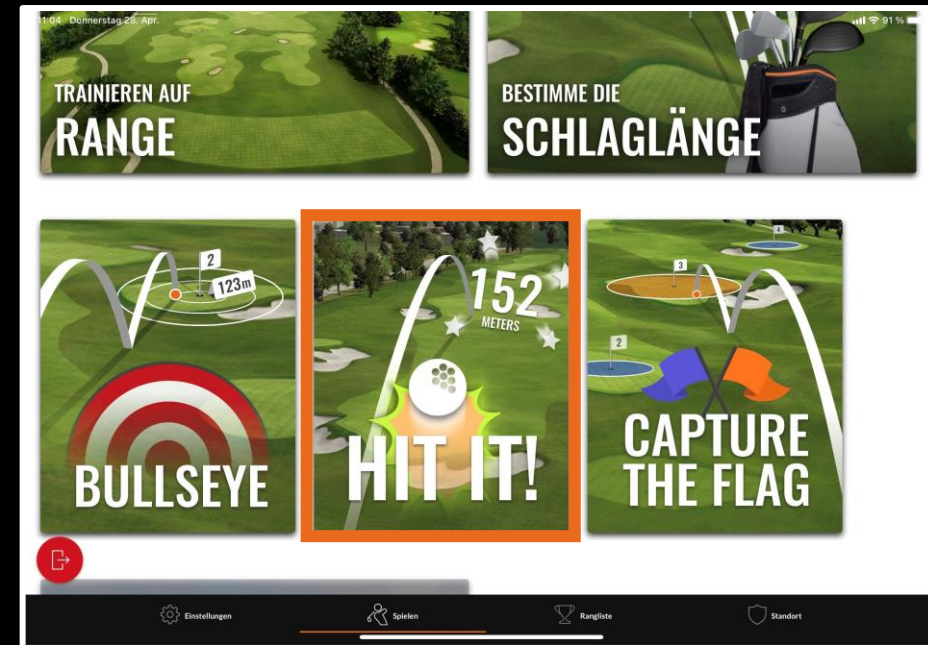 11:04 Donnerstag 28. Apr.
91 %
TRAINIEREN AUF
RANGE
BESTIMME DIE
SCHLAGLÄNGE
2
123m
BULLSEYE
152
METERS
HIT IT!
4
3
2
CAPTURE
THE FLAG
Einstellungen
Spielen
Rangliste
Standort